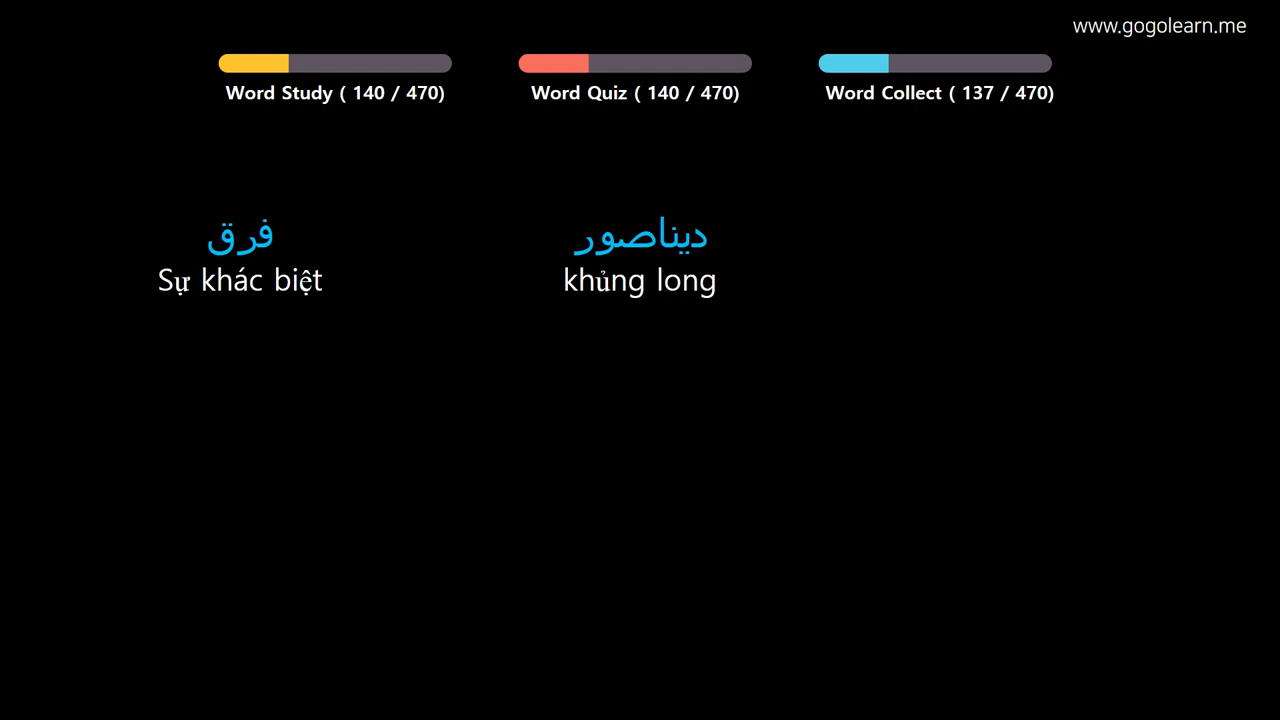 www.gogolearn.me
Word Study ( 140 / 470)
Word Quiz ( 140 / 470)
Word Collect ( 137 / 470)
فرق
Sự khác biệt
ديناصور
khủng long